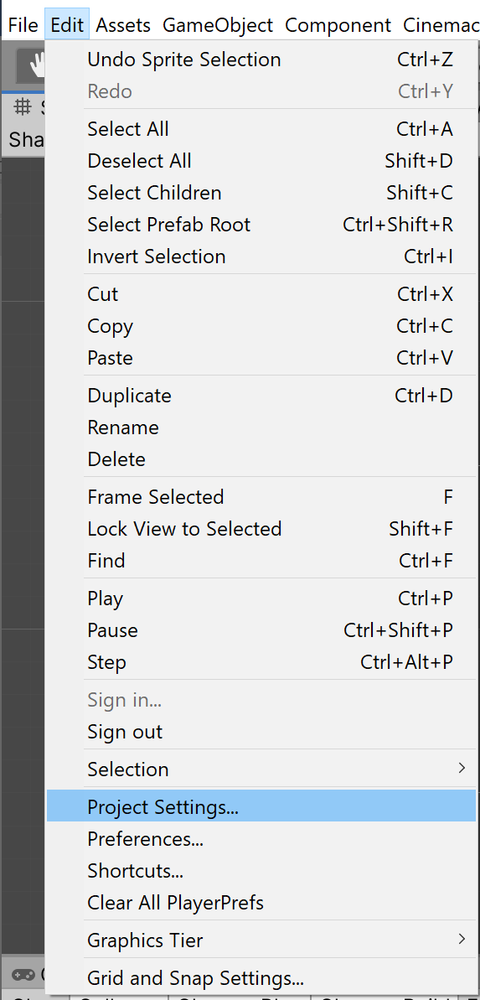 File Edit Assets GameObject Component Cinemac
Undo Sprite Selection Ctrl+Z
Redo Ctrl+Y
Sha
Select All Ctrl+A
Deselect All Shift+D
Select Children Shift+C
Select Prefab Root Ctrl+Shift+R
Invert Selection Ctrl+I
Cut Ctrl+X
Copy Ctrl+C
Paste Ctrl+V
Duplicate Ctrl+D
Rename
Delete
Frame Selected F
Lock View to Selected Shift+F
Find Ctrl+F
Play Ctrl+P
Pause Ctrl+Shift+P
Step Ctrl+Alt+P
Sign in...
Sign out
Selection
Project Settings...
Preferences...
Shortcuts...
Clear All PlayerPrefs
Graphics Tier
Grid and Snap Settings...